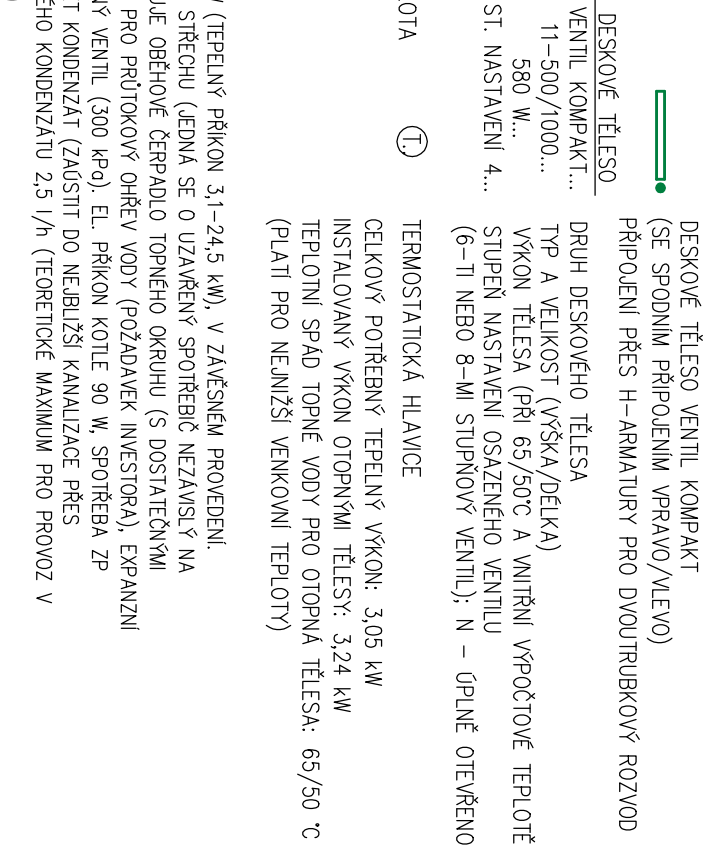 DESKOVÉ TĚLESO VENTIL KOMPAKT
(SE SPODNÍM PŘIPOJENÍM VPRAVO/VLEVO)
PŘIPOJENÍ PŘES H-ARMATURY PRO DVOUTRUBKOVÝ ROZVOD
DESKOVÉ TĚLESO DRUH DESKOVÉHO TĚLESA
VENTIL KOMPAKT...
11-500/1000... TYP A VELIKOST (VÝŠKA/DÉLKA)
580 W... VÝKON TĚLESA (PŘI 65/50°C A VNITŘNÍ VÝPOČTOVÉ TEPLOTĚ
ST. NASTAVENÍ 4... STUPEŇ NASTAVENÍ OSAZENÉHO VENTILU
(6-TI NEBO 8-MI STUPŇOVÝ VENTIL); N - ÚPLNĚ OTEVŘENO
LOTA T. TERMOSTATICKÁ HLAVICE
CELKOVÝ POTŘEBNÝ TEPELNÝ VÝKON: 3,05 kW
INSTALOVANÝ VÝKON OTOPNÝMI TĚLESY: 3,24 kW
TEPLOTNÍ SPÁD TOPNÉ VODY PRO OTOPNÁ TĚLESA: 65/50 °C
(PLATÍ PRO NEJNIŽŠÍ VENKOVNÍ TEPLOTY)
(TEPELNÝ PŘÍKON 3,1-24,5 kW), V ZÁVĚSNÉM PROVEDENÍ.
STŘECHU (JEDNÁ SE O UZAVŘENÝ SPOTŘEBIČ NEZÁVISLÝ NA
UJE OBĚHOVÉ ČERPADLO TOPNÉHO OKRUHU (S DOSTATEČNÝMI
PRO PRŮTOKOVÝ OHŘEV VODY (POŽADAVEK INVESTORA), EXPANZNÍ
NÝ VENTIL (300 kPa). EL. PŘÍKON KOTLE 90 W, SPOTŘEBA ZP
ET KONDENZÁT (ZAÚSTIT DO NEJBLIŽŠÍ KANALIZACE PŘES
ÉHO KONDENZÁTU 2,5 l/h (TEORETICKÉ MAXIMUM PRO PROVOZ V